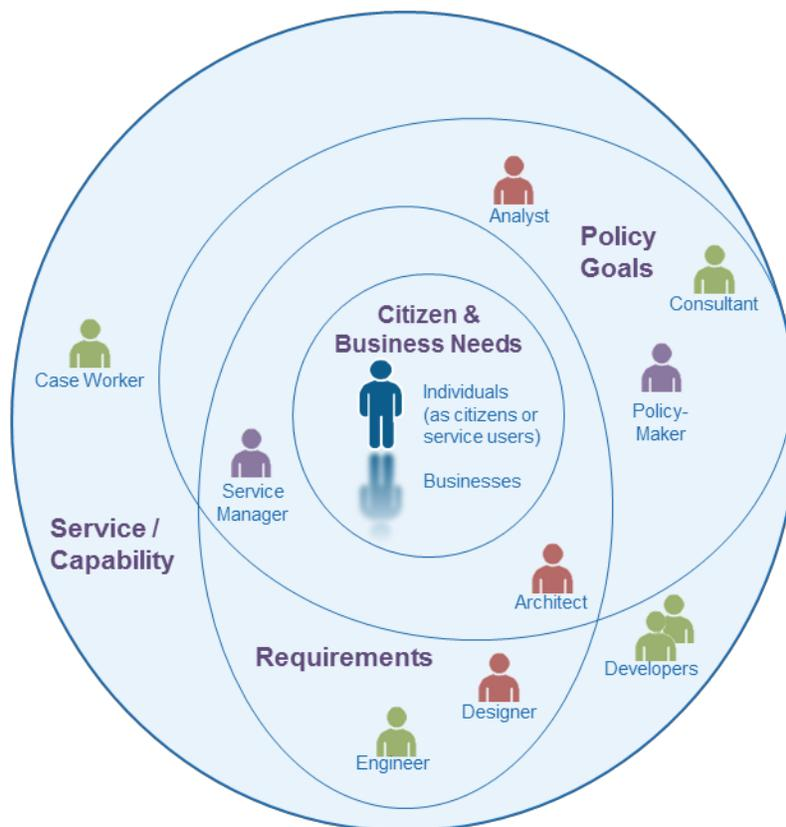 Analyst
Policy
Goals
Consultant
Citizen &
Business Needs
Case Worker
Individuals
(as citizens or
service users)
Policy-
Maker
Businesses
Service
Manager
Service /
Capability
Architect
Requirements
Developers
Designer
Engineer